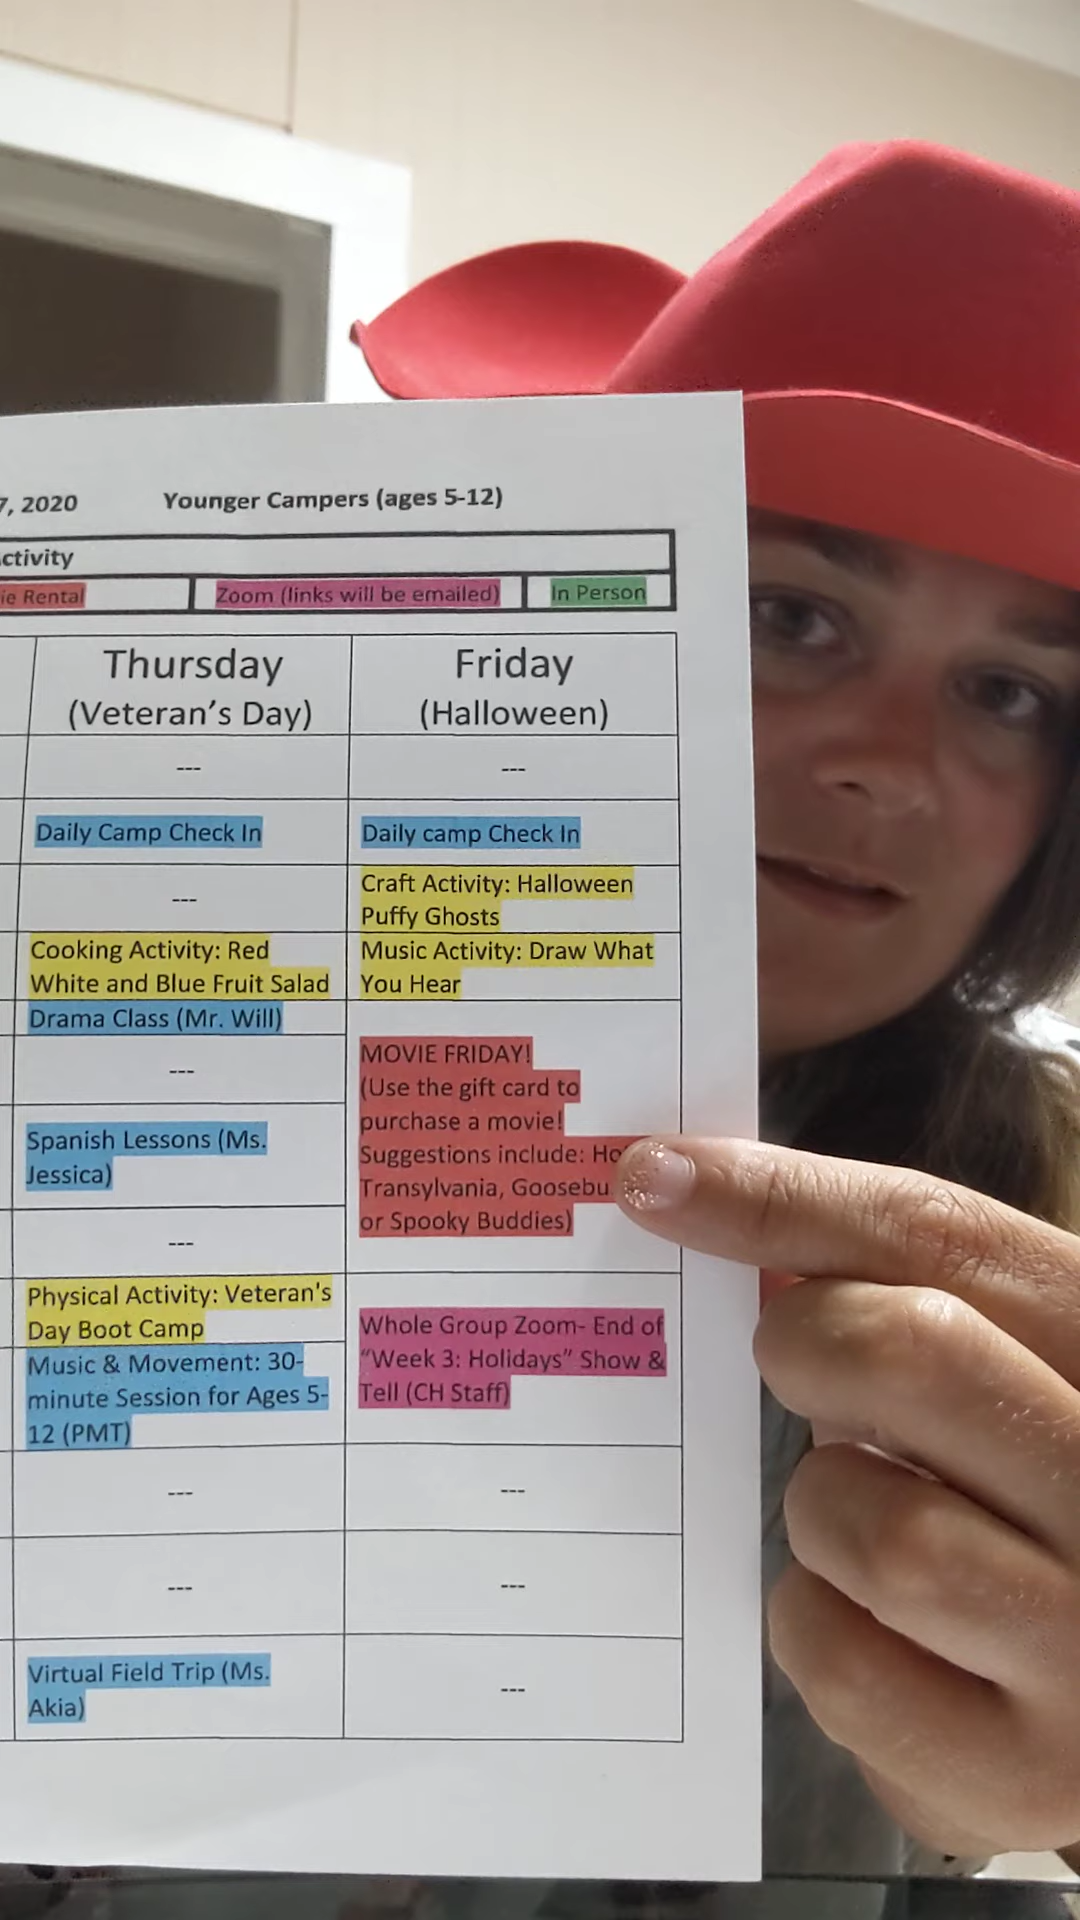 7, 2020 Younger Campers (ages 5-12)
ctivity
ie Rental Zoom (links will be emailed) In Person
Thursday
(Veteran's Day)
Friday
(Halloween)
---
---
Daily Camp Check In
Daily camp Check In
---
Craft Activity: Halloween
Puffy Ghosts
Cooking Activity: Red
White and Blue Fruit Salad
Music Activity: Draw What
You Hear
Drama Class (Mr. Will)
---
Spanish Lessons (Ms.
Jessica)
---
MOVIE FRIDAY!
(Use the gift card to
purchase a movie!
Suggestions include: Ho
Transylvania, Goosebu
or Spooky Buddies)
Physical Activity: Veteran's
Day Boot Camp
Music & Movement: 30-
minute Session for Ages 5-
12 (PMT)
Whole Group Zoom- End of
"Week 3: Holidays" Show &
Tell (CH Staff)
---
---
---
---
Virtual Field Trip (Ms.
Akia)
---